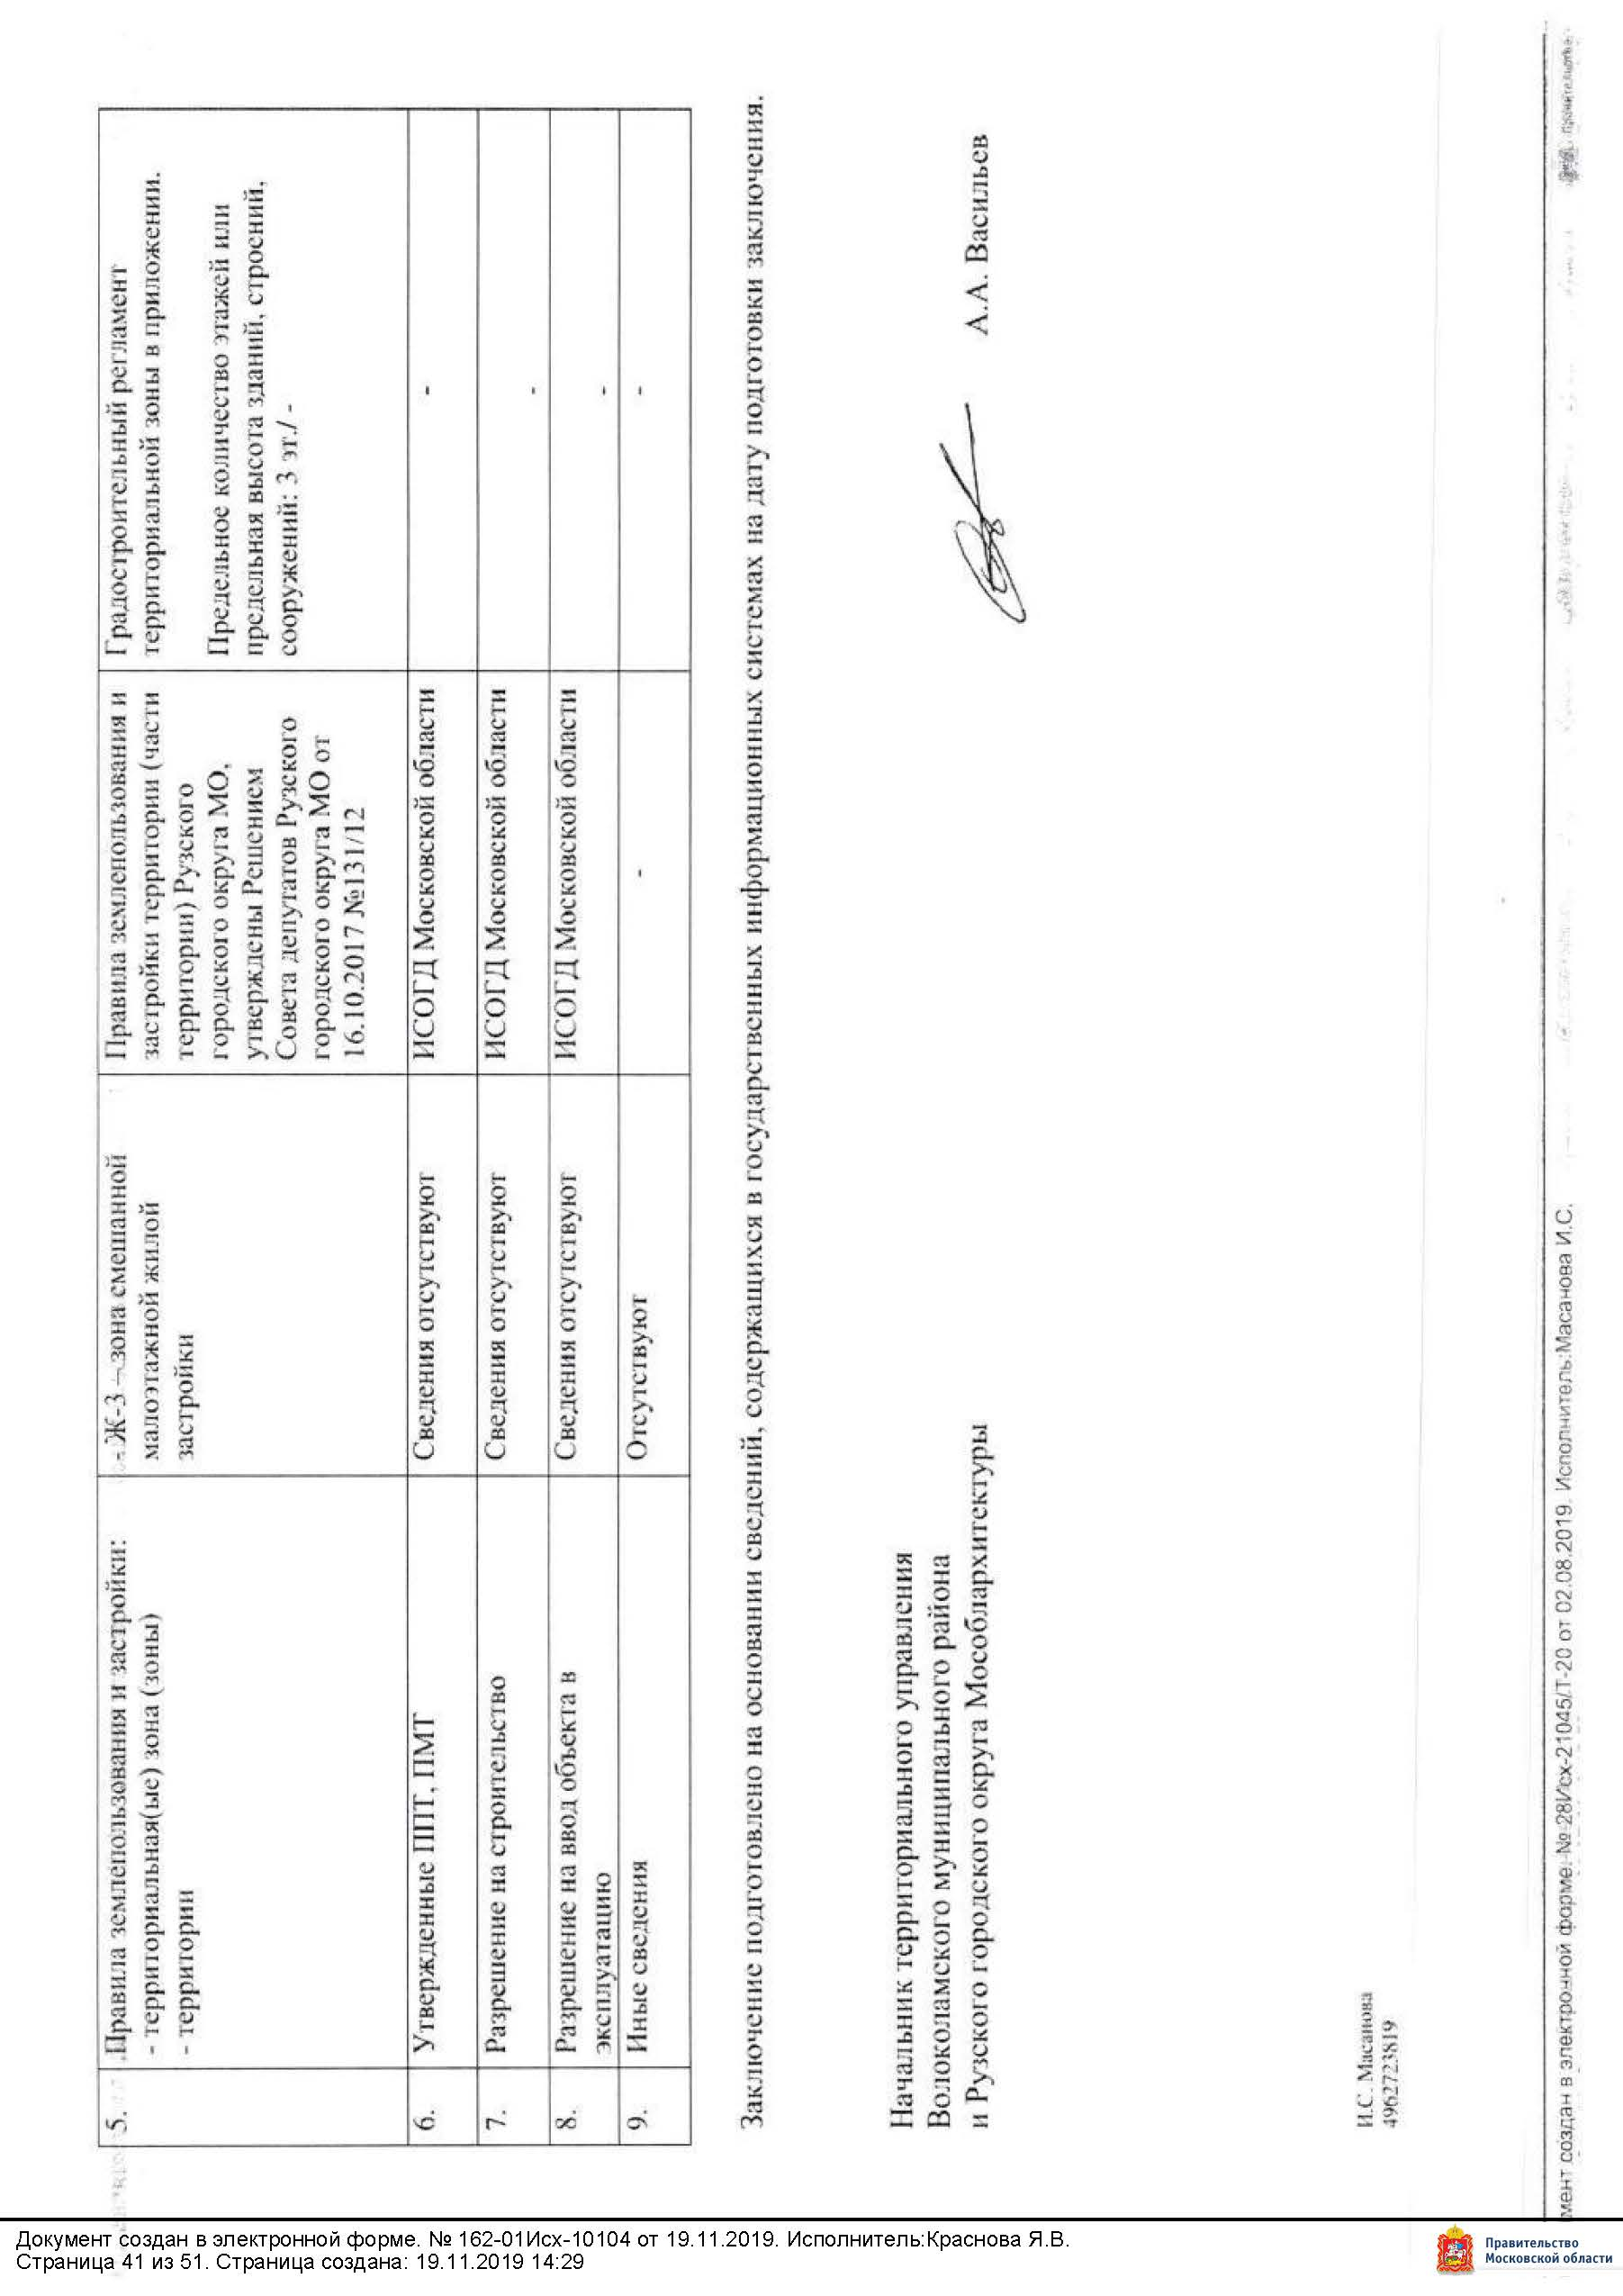 5.
Правила землепользования и застройки:
- территориальная(ые) зона (зоны)
- территории
- Ж-3 – зона смешанной
малоэтажной жилой
застройки
Правила землепользования и
застройки территории (части
территории) Рузского
городского округа МО,
утверждены Решением
Совета депутатов Рузского
городского округа МО от
16.10.2017 №131/12
Градостроительный регламент
территориальной зоны в приложении.
Предельное количество этажей или
предельная высота зданий, строений,
сооружений: 3 эт./ -
6.
Утвержденные ППТ, ПМТ
Сведения отсутствуют
ИСОГД Московской области
-
7.
Разрешение на строительство
Сведения отсутствуют
ИСОГД Московской области
-
8.
Разрешение на ввод объекта в
эксплуатацию
Сведения отсутствуют
ИСОГД Московской области
-
9.
Иные сведения
Отсутствуют
-
-
Заключение подготовлено на основании сведений, содержащихся в государственных информационных системах на дату подготовки заключения.
Начальник территориального управления
Волоколамского муниципального района
и Рузского городского округа Мособлархитектуры
А.А. Васильев
И.С. Масанова
4962723819
мент создан в электронной форме. № 28Исх-21045/Т-20 от 02.08.2019. Исполнитель:Масанова И.С.
Документ создан в электронной форме. № 162-01Исх-10104 от 19.11.2019. Исполнитель:Краснова Я.В.
Страница 41 из 51. Страница создана: 19.11.2019 14:29
Правительство
Московской области